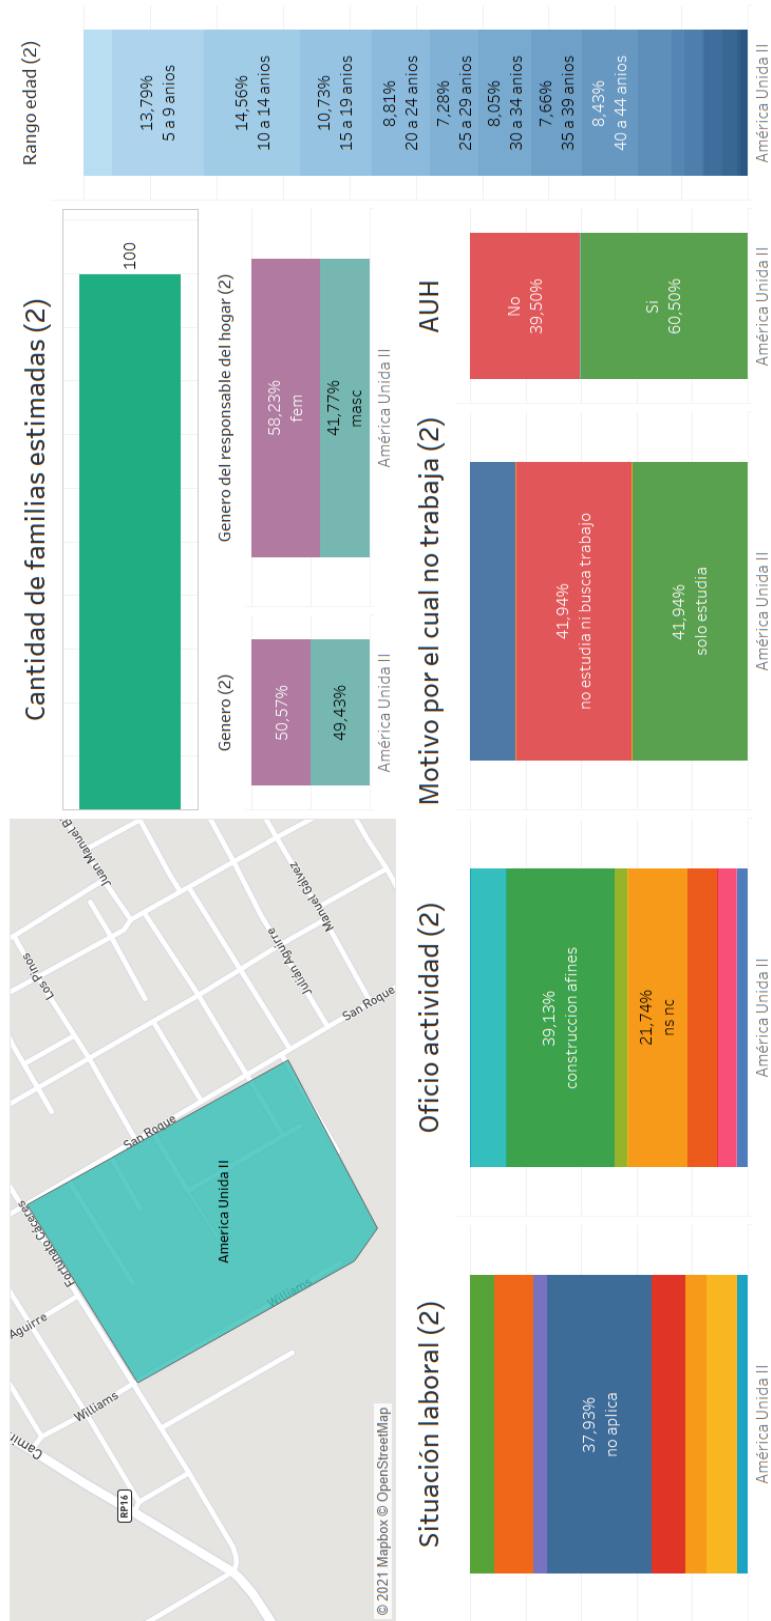 Los Pinos
Juan Manuel B
Fortunato Cáceres
San Roque
Julián Aguirre
Manuel Gálvez
San Roque
Aguirre
Williams
Williams
Cami
RP16
America Unida II
© 2021 Mapbox © OpenStreetMap
Cantidad de familias estimadas (2)
100
Genero (2)
50,57%
49,43%
América Unida II
Genero del responsable del hogar (2)
58,23%
fem
41,77%
masc
América Unida II
Rango edad (2)
13,79%
5 a 9 anios
14,56%
10 a 14 anios
10,73%
15 a 19 anios
8,81%
20 a 24 anios
7,28%
25 a 29 anios
8,05%
30 a 34 anios
7,66%
35 a 39 anios
8,43%
40 a 44 anios
América Unida II
Situación laboral (2)
37,93%
no aplica
América Unida II
Oficio actividad (2)
39,13%
construccion afines
21,74%
ns nc
América Unida II
Motivo por el cual no trabaja (2)
41,94%
no estudia ni busca trabajo
41,94%
solo estudia
América Unida II
AUH
No
39,50%
Si
60,50%
América Unida II